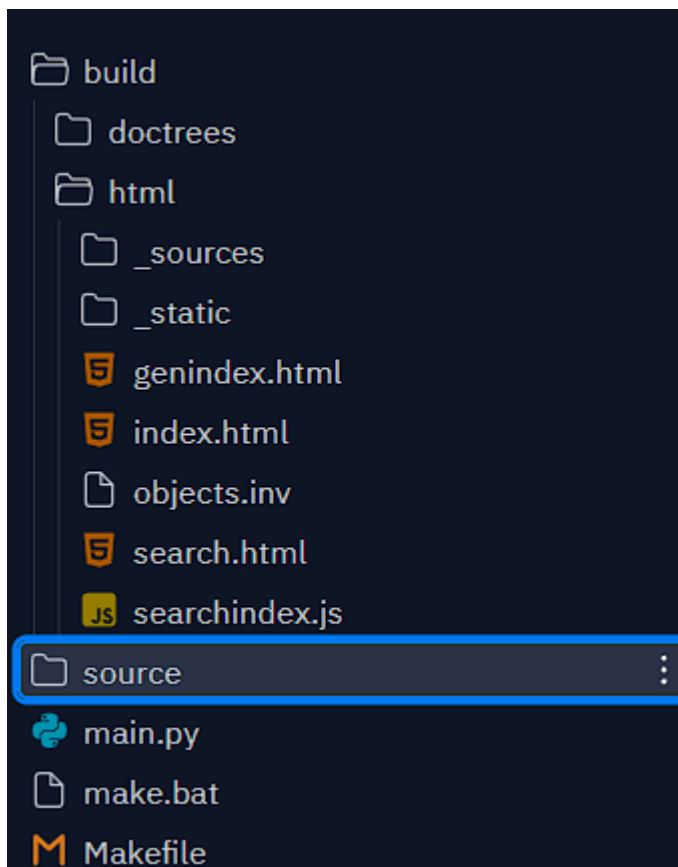 build
doctrees
html
_sources
_static
genindex.html
index.html
objects.inv
search.html
JS searchindex.js
source
main.py
make.bat
Makefile